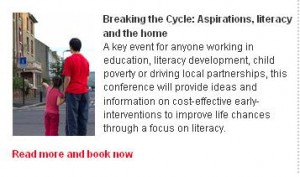 Breaking the Cycle: Aspirations, literacy
and the home
A key event for anyone working in
education, literacy development, child
poverty or driving local partnerships, this
conference will provide ideas and
information on cost-effective early-
interventions to improve life chances
through a focus on literacy.
Read more and book now